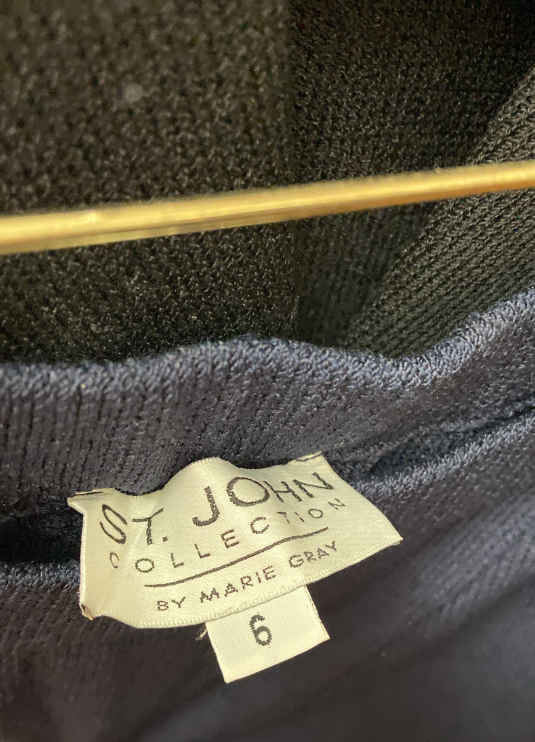 ST. JOHN
COLLECTION
BY MARIE GRAY
6